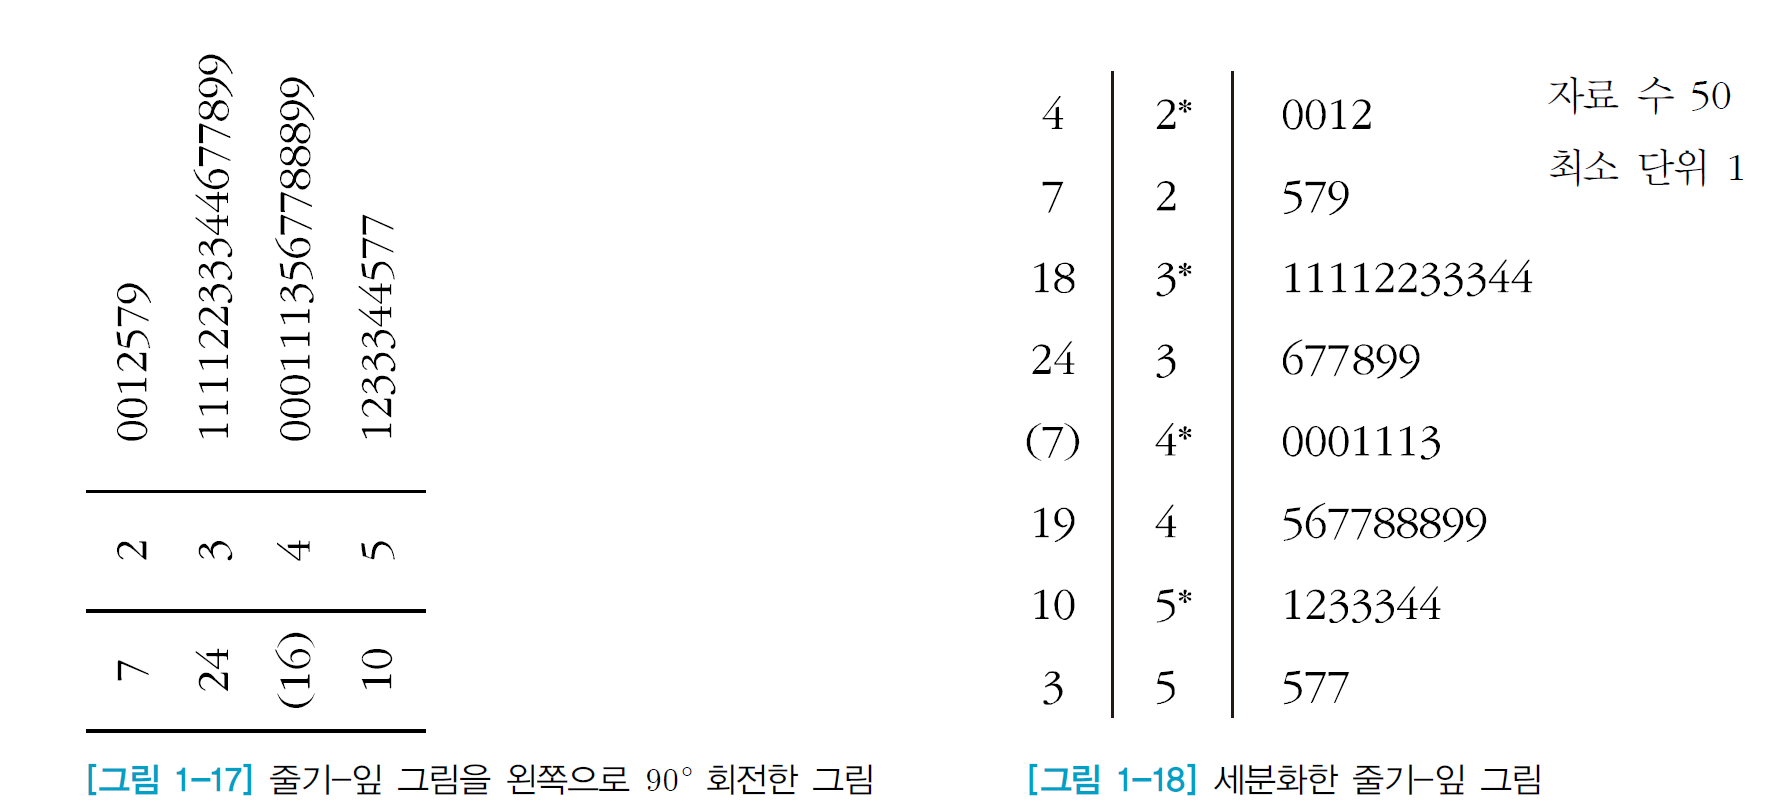 0012579
11112233344677899
0001113567788899
1233344577
2 3 4 5
7 24 (16) 10
[그림 1-17] 줄기-잎 그림을 왼쪽으로 90° 회전한 그림
자료 수 50
최소 단위 1
4 2* 0012
7 2 579
18 3* 11112233344
24 3 677899
(7) 4* 0001113
19 4 567788899
10 5* 1233344
3 5 577
[그림 1-18] 세분화한 줄기-잎 그림